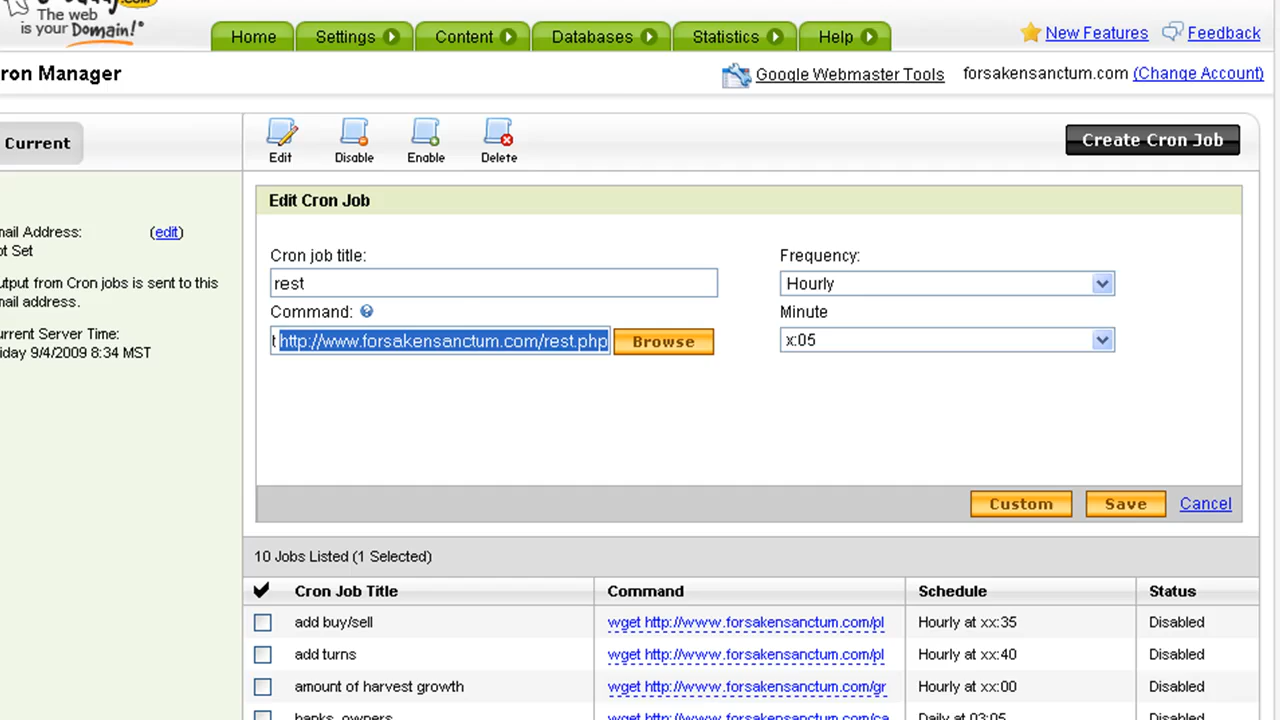 The web
is your Domain!®
.COM
Home
Settings
Content
Databases
Statistics
Help
New Features
Feedback
ron Manager
Google Webmaster Tools
forsakensanctum.com (Change Account)
Current
Edit
Disable
Enable
Delete
Create Cron Job
Edit Cron Job
nail Address: (edit)
ot Set
utput from Cron jobs is sent to this
mail address.
urrent Server Time:
iday 9/4/2009 8:34 MST
Cron job title:
rest
Command:
t http://www.forsakensanctum.com/rest.php
Browse
Frequency:
Hourly
Minute
x:05
Custom
Save
Cancel
10 Jobs Listed (1 Selected)
Cron Job Title Command Schedule Status
add buy/sell wget http://www.forsakensanctum.com/pl Hourly at xx:35 Disabled
add turns wget http://www.forsakensanctum.com/pl Hourly at xx:40 Disabled
amount of harvest growth wget http://www.forsakensanctum.com/gr Hourly at xx:00 Disabled
banks, owners wget http://www.forsakensanctum.com/ca Daily at 03:05 Disabled